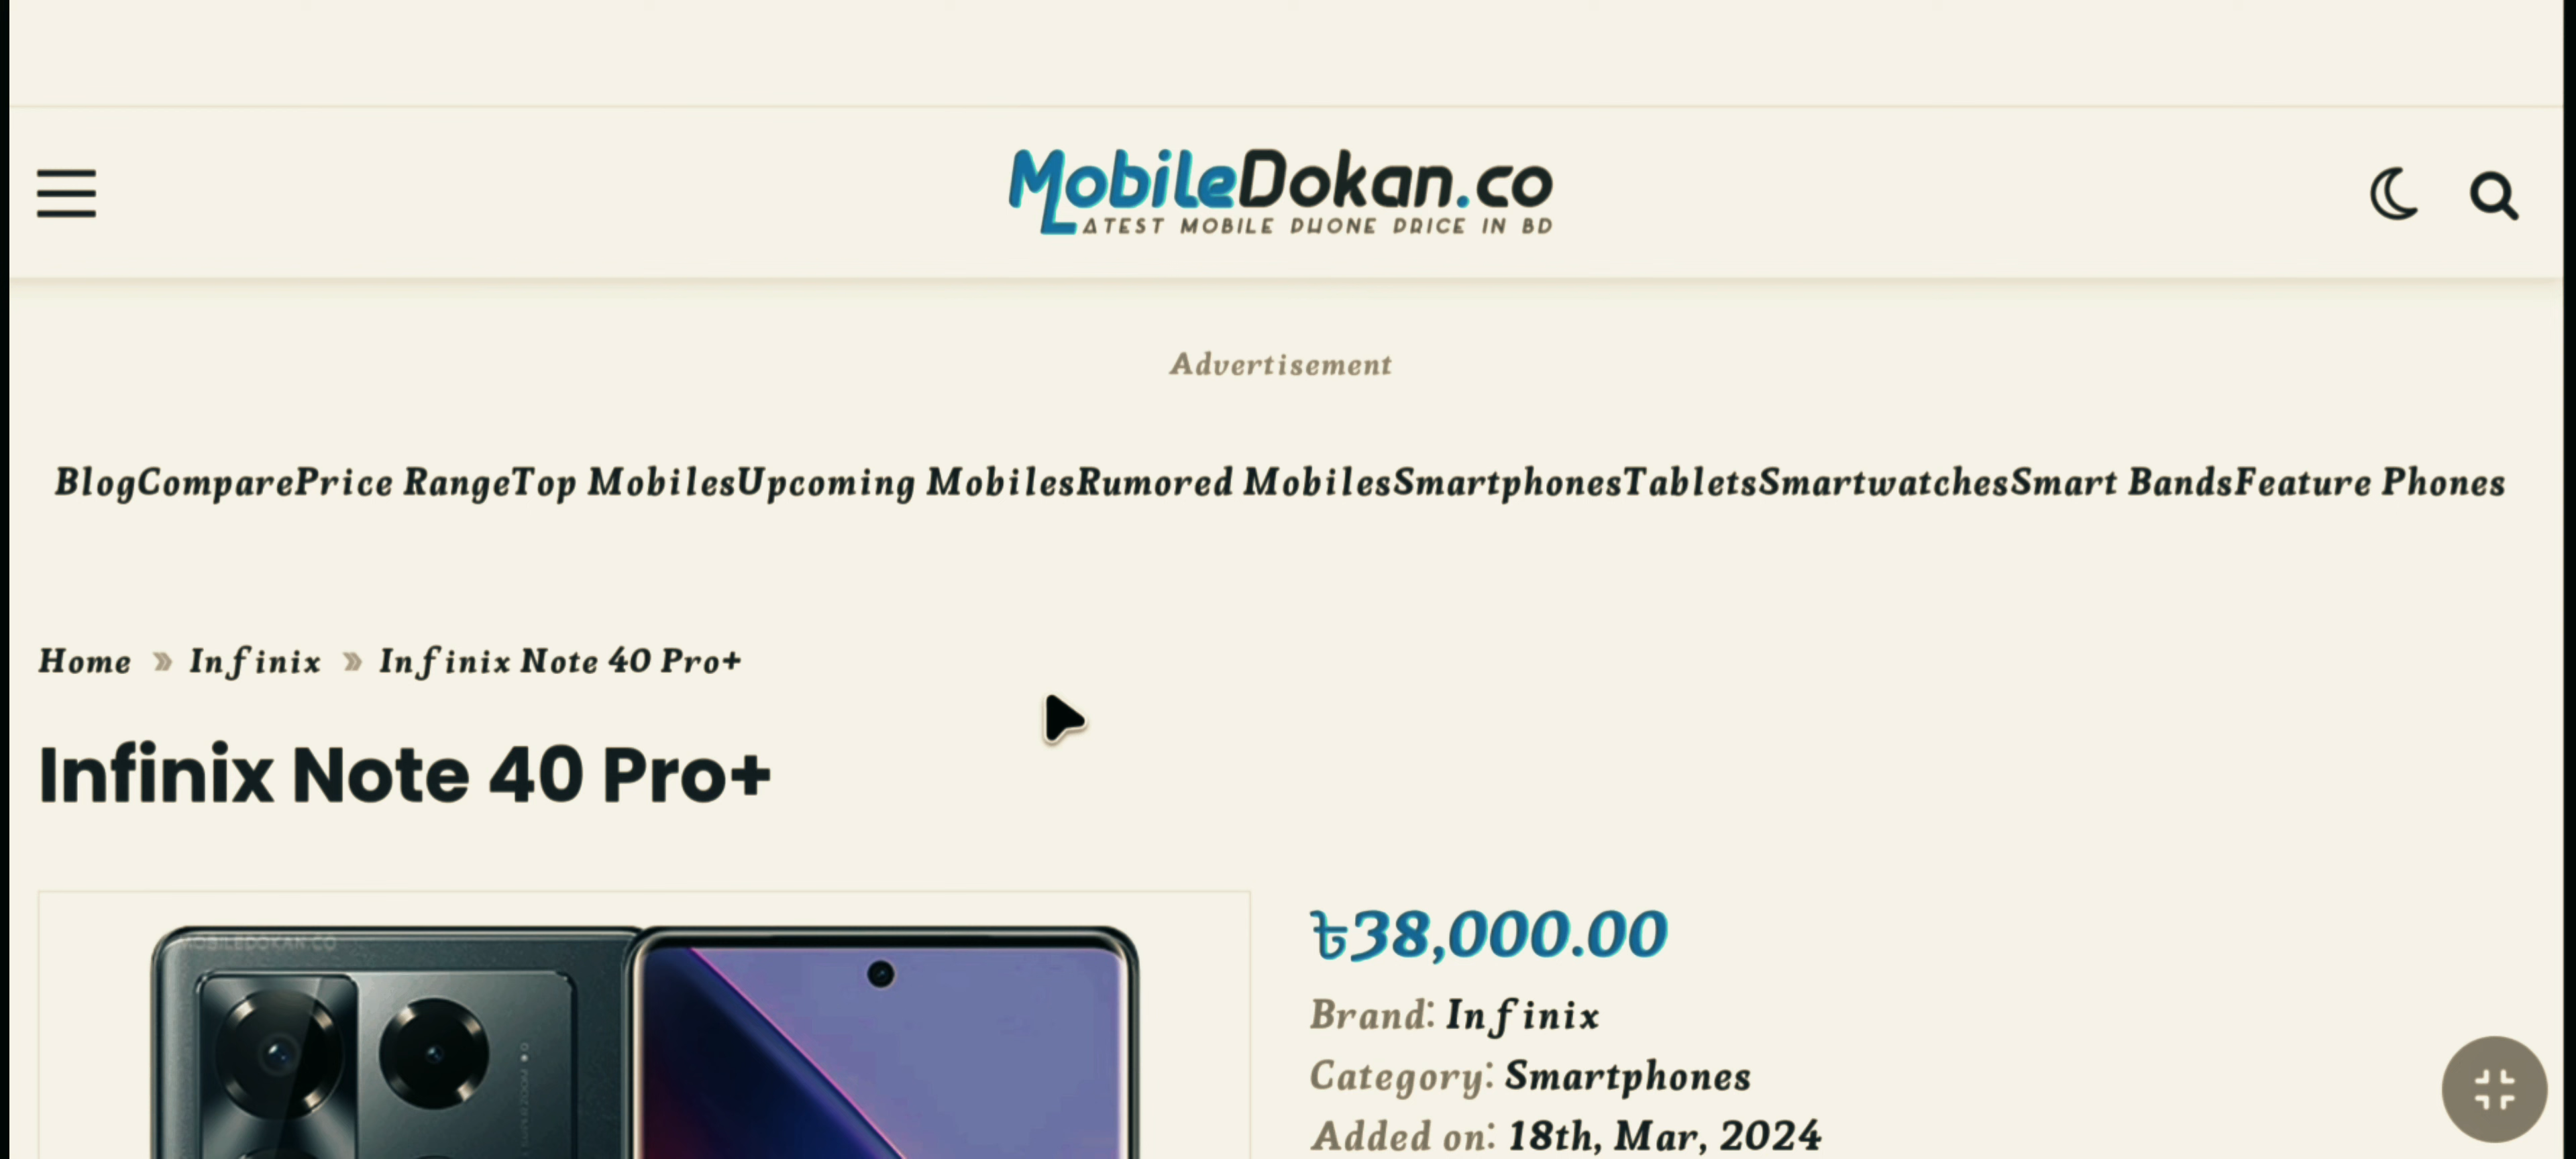 MobileDokan.co
LATEST MOBILE PHONE PRICE IN BD
Advertisement
BlogComparePrice RangeTop MobilesUpcoming MobilesRumored MobilesSmartphonesTabletsSmartwatchesSmart BandsFeature Phones
Home » Infinix » Infinix Note 40 Pro+
Infinix Note 40 Pro+
MOBILEDOKAN.CO
৳38,000.00
Brand: Infinix
Category: Smartphones
Added on: 18th, Mar, 2024